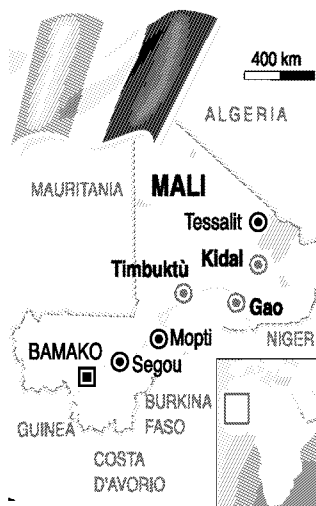 400 km
ALGERIA
MAURITANIA
MALI
Tessalit
Kidal
Timbuktù
Gao
Mopti
NIGER
BAMAKO
Segou
BURKINA
FASO
GUINEA
COSTA
D'AVORIO